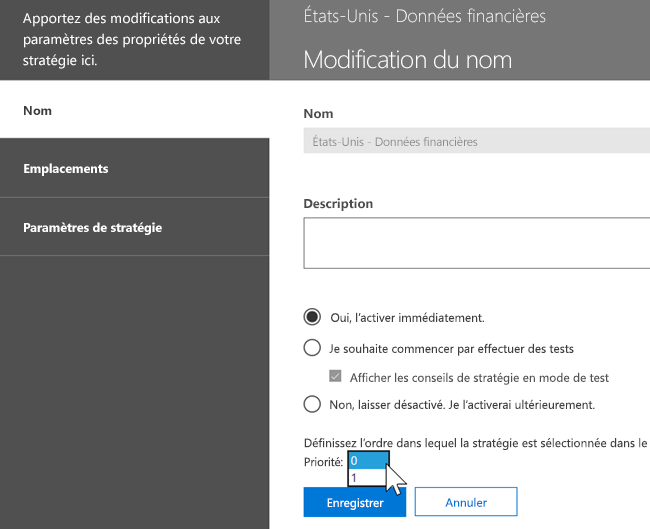 Apportez des modifications aux
paramètres des propriétés de votre
stratégie ici.
Nom
Emplacements
Paramètres de stratégie
États-Unis - Données financières
Modification du nom
Nom
États-Unis - Données financières
Description
Oui, l'activer immédiatement.
Je souhaite commencer par effectuer des tests
Afficher les conseils de stratégie en mode de test
Non, laisser désactivé. Je l'activerai ultérieurement.
Définissez l'ordre dans lequel la stratégie est sélectionnée dans le
Priorité: 0
1
Enregistrer Annuler